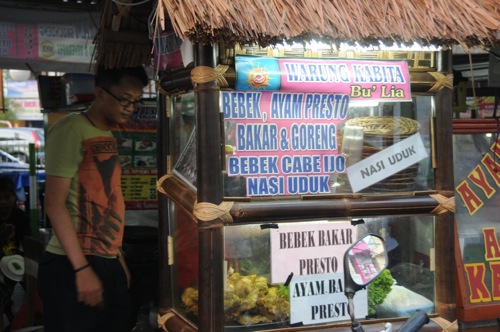 WARUNG KABITA
Bu' LIa
BEBEK, AYAM PRESTO
BAKAR & GORENG
BEBEK CABE IJO
NASI UDUK
NASI UDUK
BEBEK BAKAR
PRESTO
AYAM BA
PRESTO